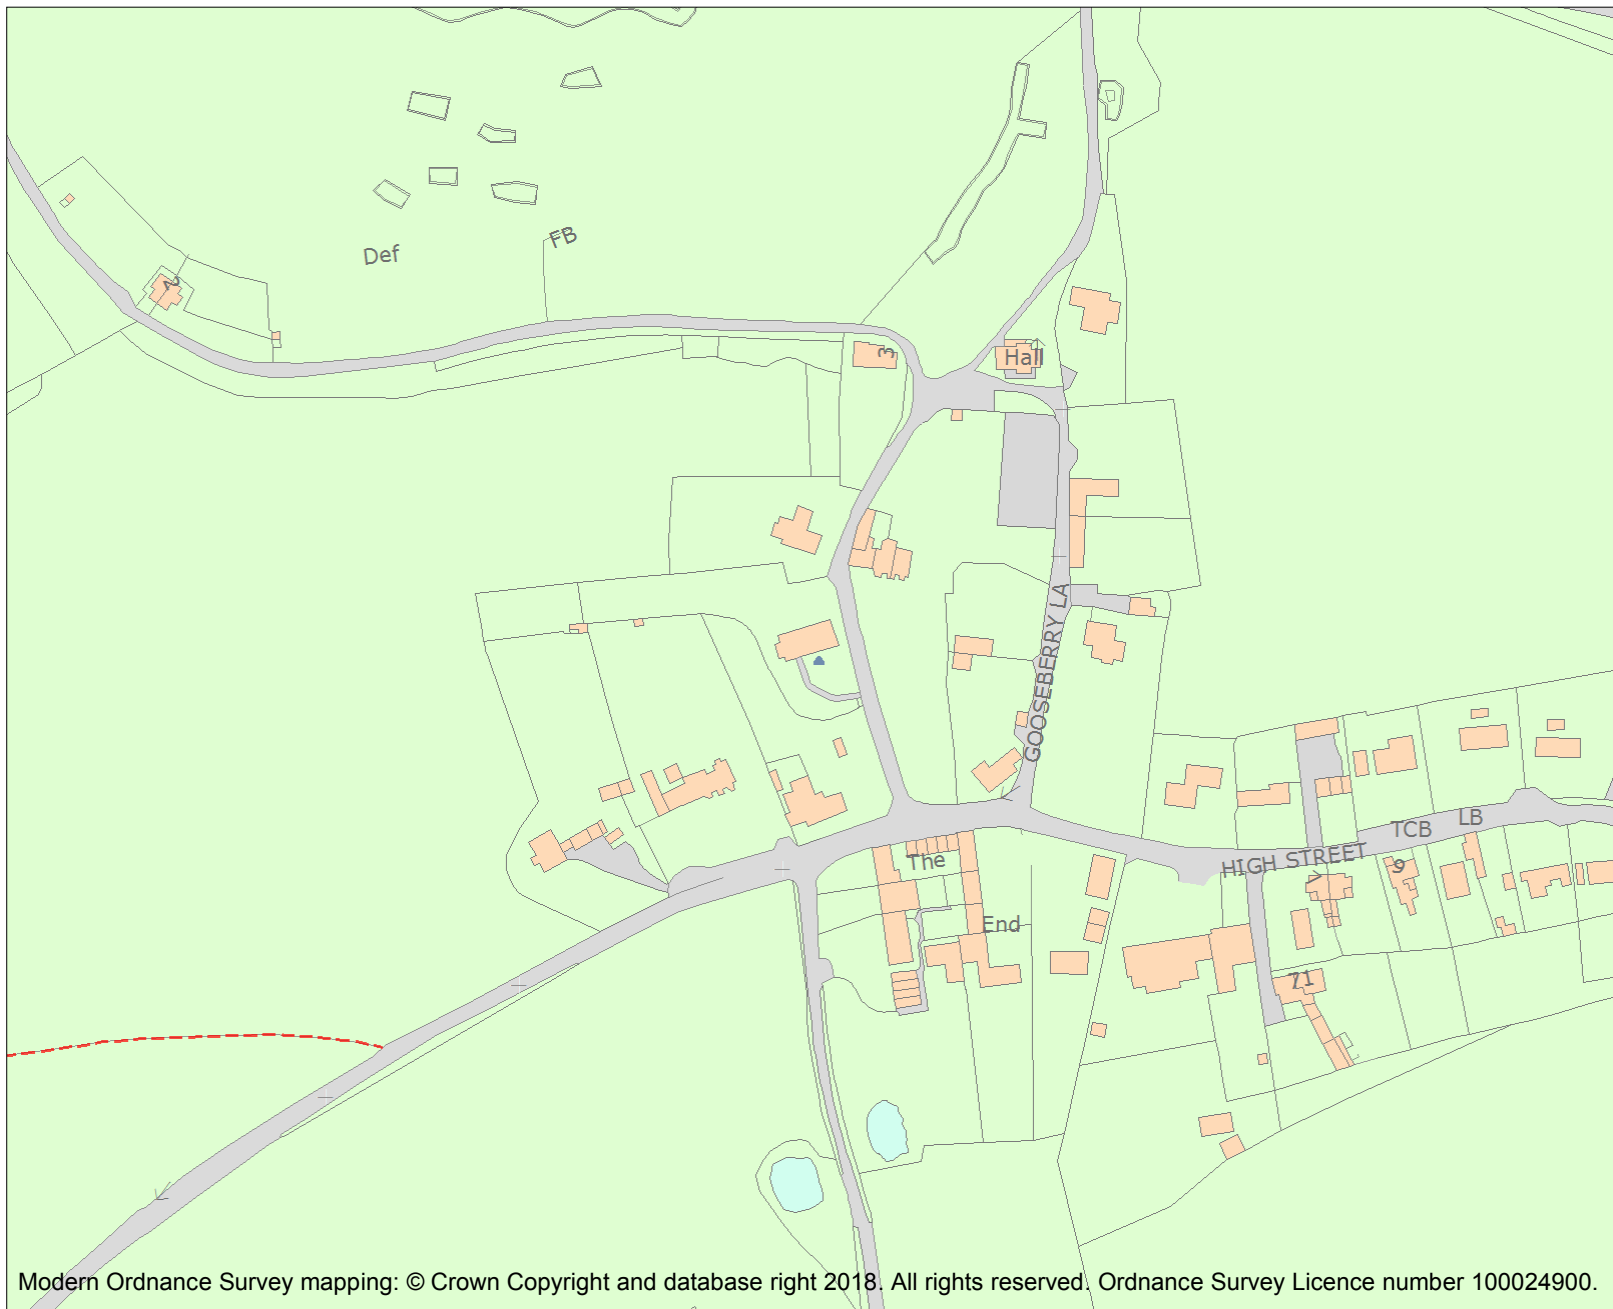 FB
Def
2
3
Hall
GOOSEBERRY LA
TCB
LB
HIGH STREET
The
9
End
71
Modern Ordnance Survey mapping: © Crown Copyright and database right 2018. All rights reserved. Ordnance Survey Licence number 100024900.